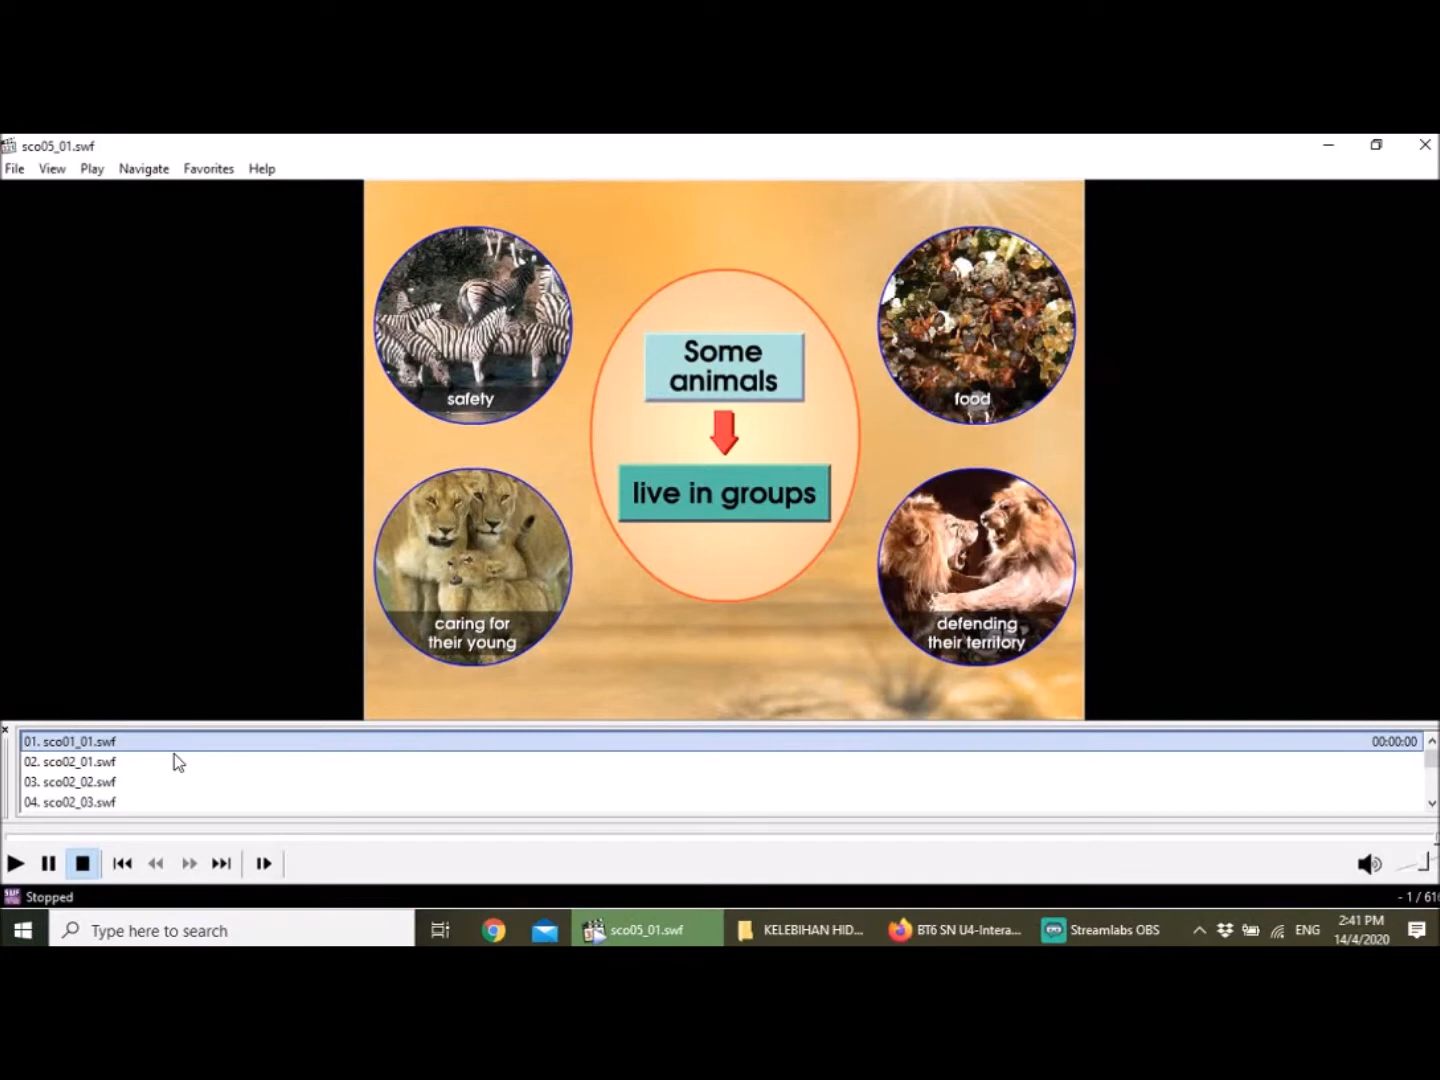 sco05_01.swf
File View Play Navigate Favorites Help
safety
food
Some
animals
live in groups
caring for
their young
defending
their territory
01. sco01_01.swf 00:00:00
02. sco02_01.swf
03. sco02_02.swf
04. sco02_03.swf
Stopped
Type here to search
sco05_01.swf
KELEBIHAN HID...
BT6 SN U4-Intera...
Streamlabs OBS
ENG
2:41 PM
14/4/2020